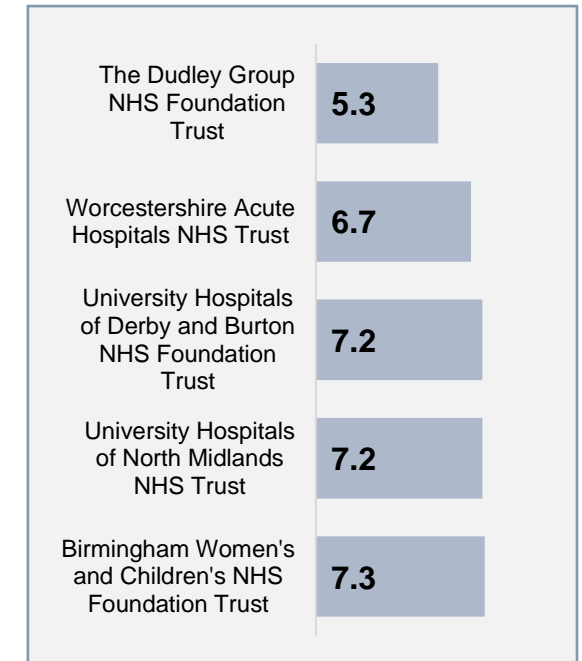 The Dudley Group
NHS Foundation
Trust
5.3
Worcestershire Acute
Hospitals NHS Trust
6.7
University Hospitals
of Derby and Burton
NHS Foundation
Trust
7.2
University Hospitals
of North Midlands
NHS Trust
7.2
Birmingham Women's
and Children's NHS
Foundation Trust
7.3